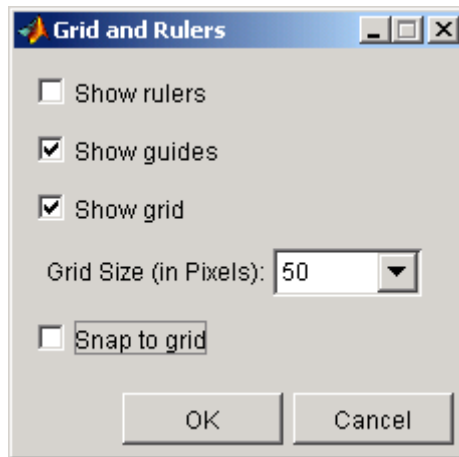 Grid and Rulers
Show rulers
Show guides
Show grid
Grid Size (in Pixels): 50
Snap to grid
OK Cancel